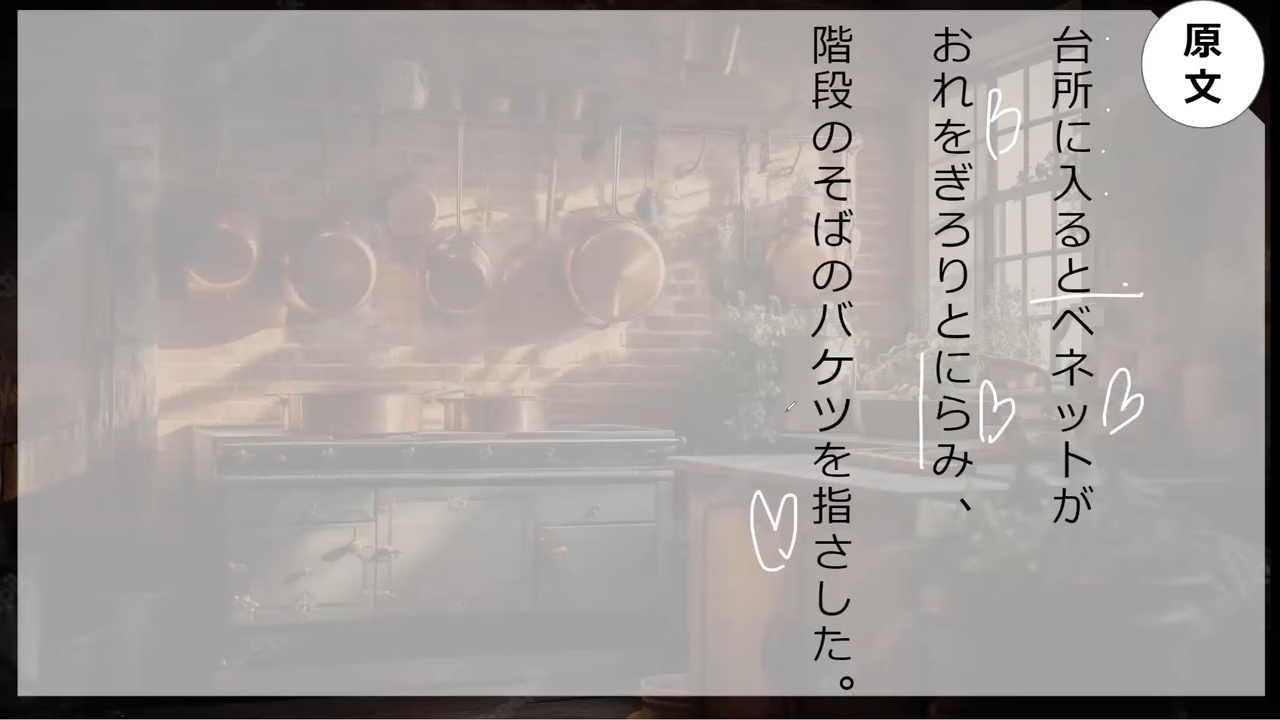 原文
台所に入るとベネットが
おれをぎろりとにらみ、
階段のそばのバケツを指さした。